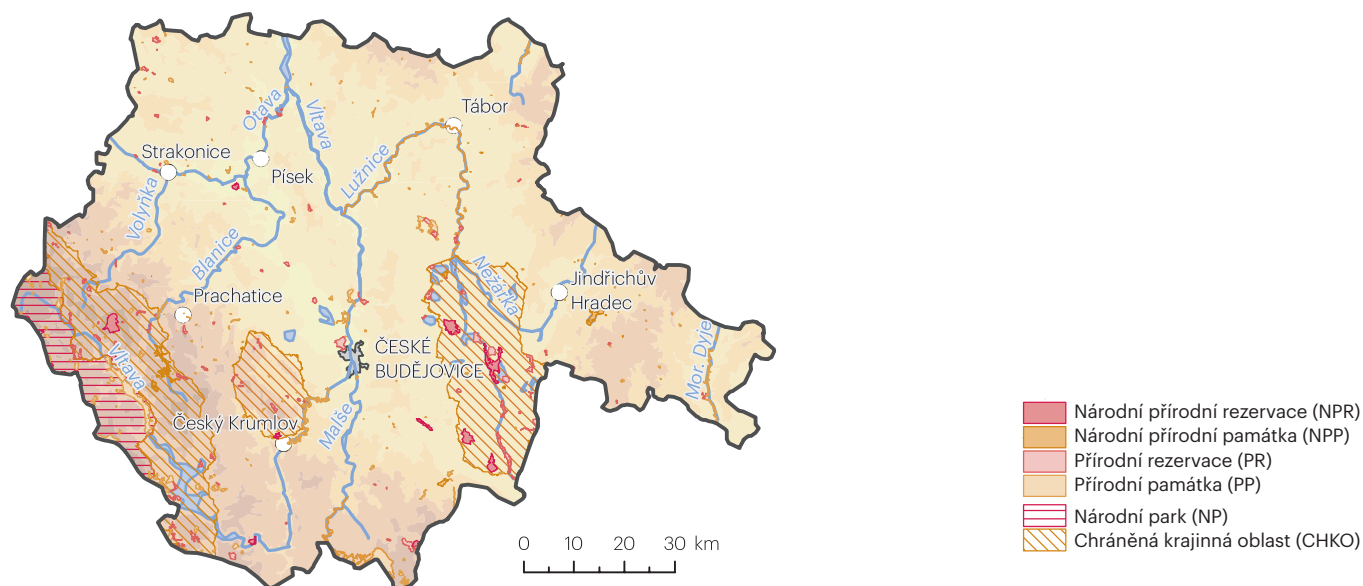 Tábor
Otava
Vltava
Strakonice
Písek
Lužnice
Volyňka
Blanice
Nežárka
Jindřichův
Hradec
Prachatice
Vltava
ČESKÉ
BUDĚJOVICE
Mor. Dyje
Český Krumlov
Malše
0 10 20 30 km
Národní přírodní rezervace (NPR)
Národní přírodní památka (NPP)
Přírodní rezervace (PR)
Přírodní památka (PP)
Národní park (NP)
Chráněná krajinná oblast (CHKO)